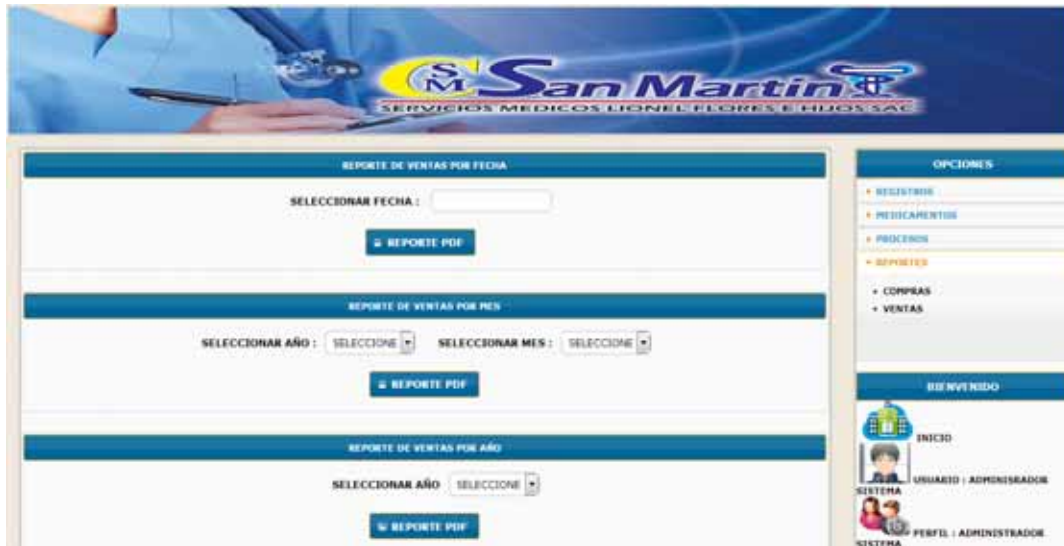 SM San Martin
SERVICIOS MEDICOS LIONEL FLORES E HIJOS SAC
REPORTE DE VENTAS POR FECHA
SELECCIONAR FECHA :
REPORTE PDF
REPORTE DE VENTAS POR MES
SELECCIONAR AÑO : SELECCIONE SELECCIONAR MES : SELECCIONE
REPORTE PDF
REPORTE DE VENTAS POR AÑO
SELECCIONAR AÑO SELECCIONE
REPORTE PDF
OPCIONES
REGISTROS
MEDICAMENTOS
PROCESOS
REPORTES
COMPRAS
VENTAS
BIENVENIDO
INICIO
USUARIO : ADMINISRADOR
SISTEMA
PERFIL : ADMINISTRADOR
SISTEMA